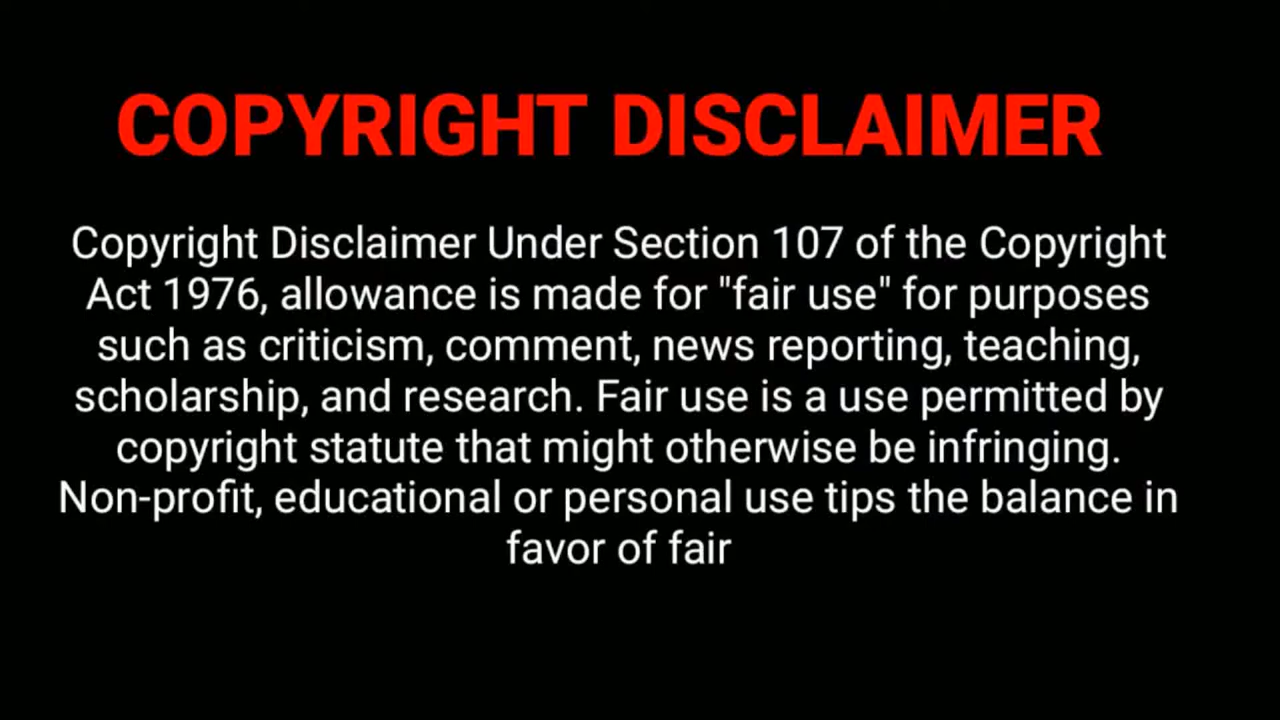 COPYRIGHT DISCLAIMER
Copyright Disclaimer Under Section 107 of the Copyright
Act 1976, allowance is made for "fair use" for purposes
such as criticism, comment, news reporting, teaching,
scholarship, and research. Fair use is a use permitted by
copyright statute that might otherwise be infringing.
Non-profit, educational or personal use tips the balance in
favor of fair